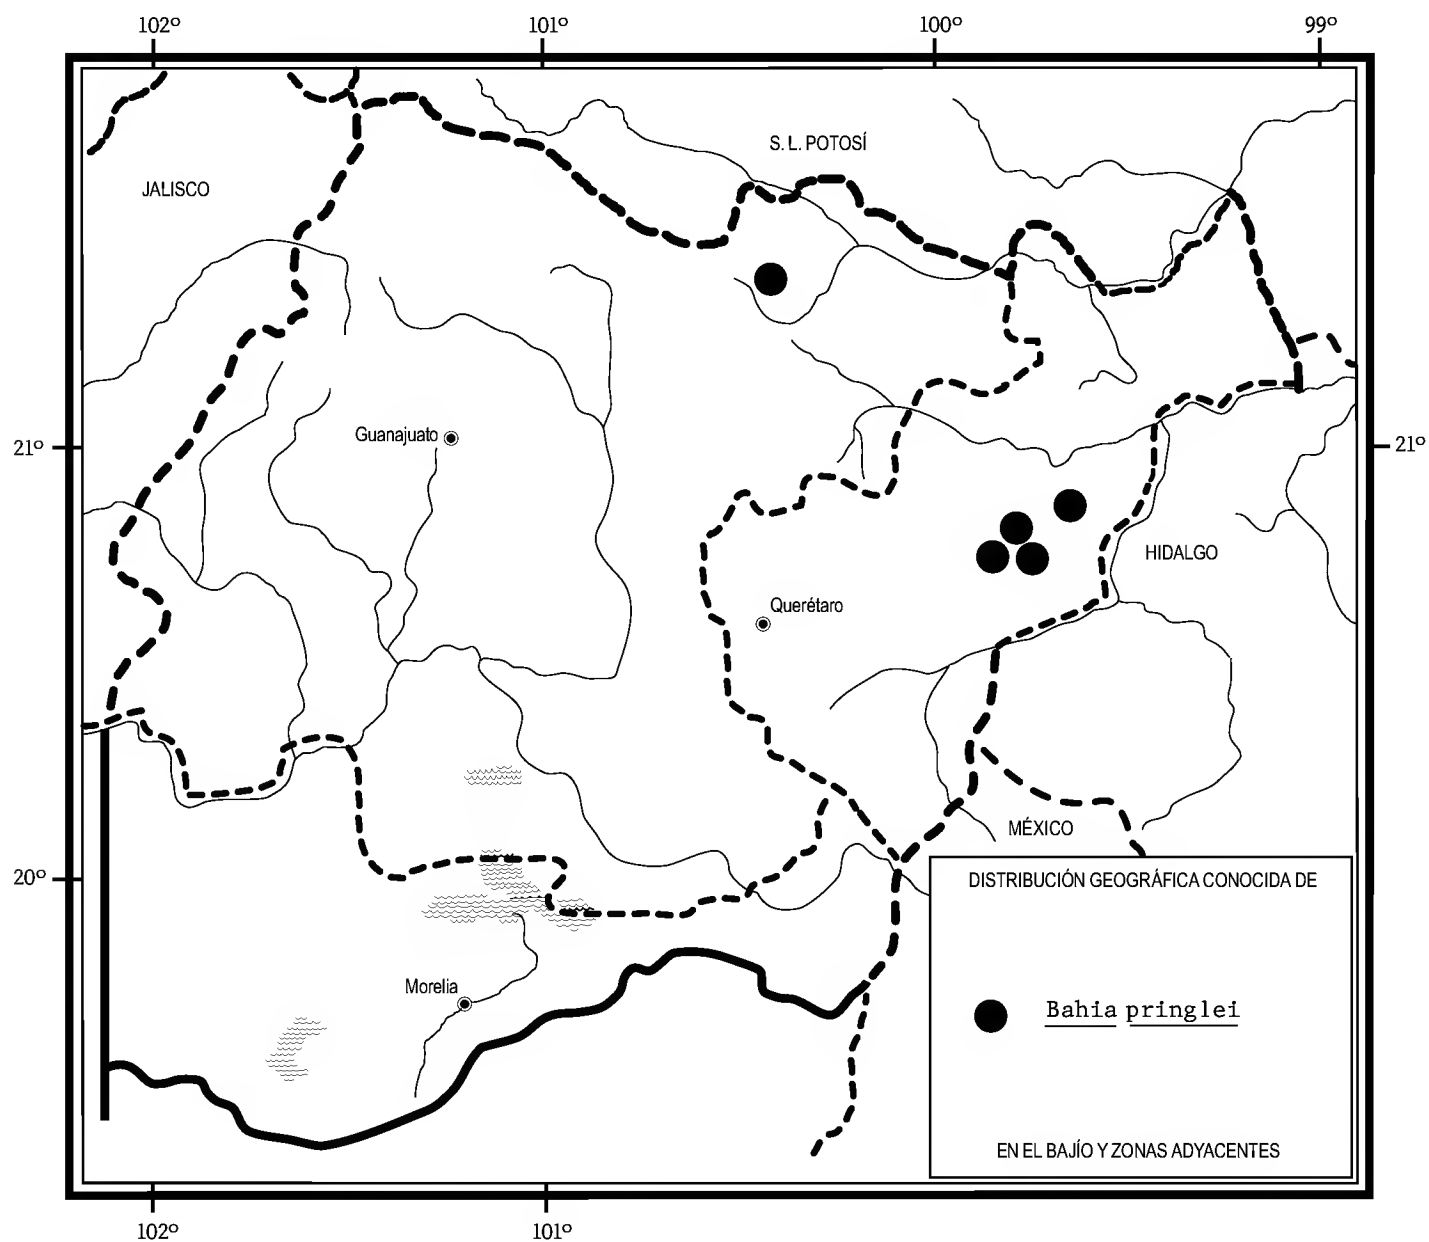 102º 101º 100º 99º
S. L. POTOSÍ
JALISCO
Guanajuato
21º 21º
HIDALGO
Querétaro
MÉXICO
20º
DISTRIBUCIÓN GEOGRÁFICA CONOCIDA DE
Morelia
Bahia pringlei
EN EL BAJÍO Y ZONAS ADYACENTES
102º 101º